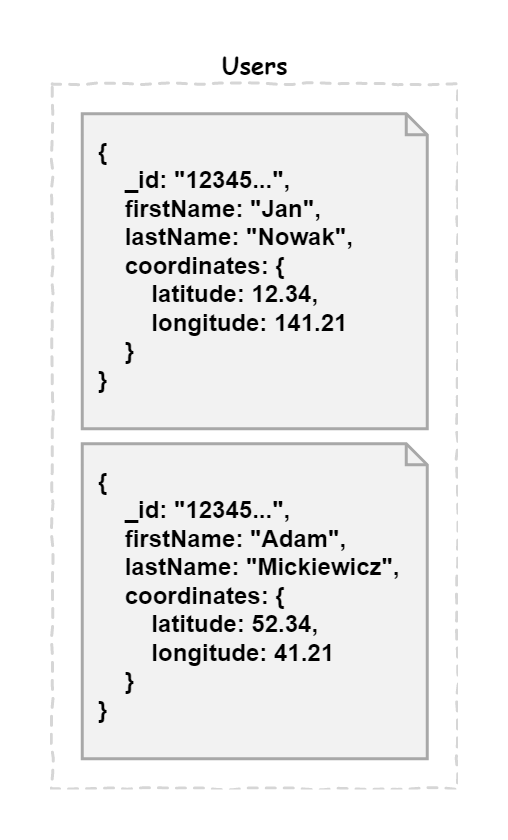 Users
{
_id: "12345...",
firstName: "Jan",
lastName: "Nowak",
coordinates: {
latitude: 12.34,
longitude: 141.21
}
}
{
_id: "12345...",
firstName: "Adam",
lastName: "Mickiewicz",
coordinates: {
latitude: 52.34,
longitude: 41.21
}
}